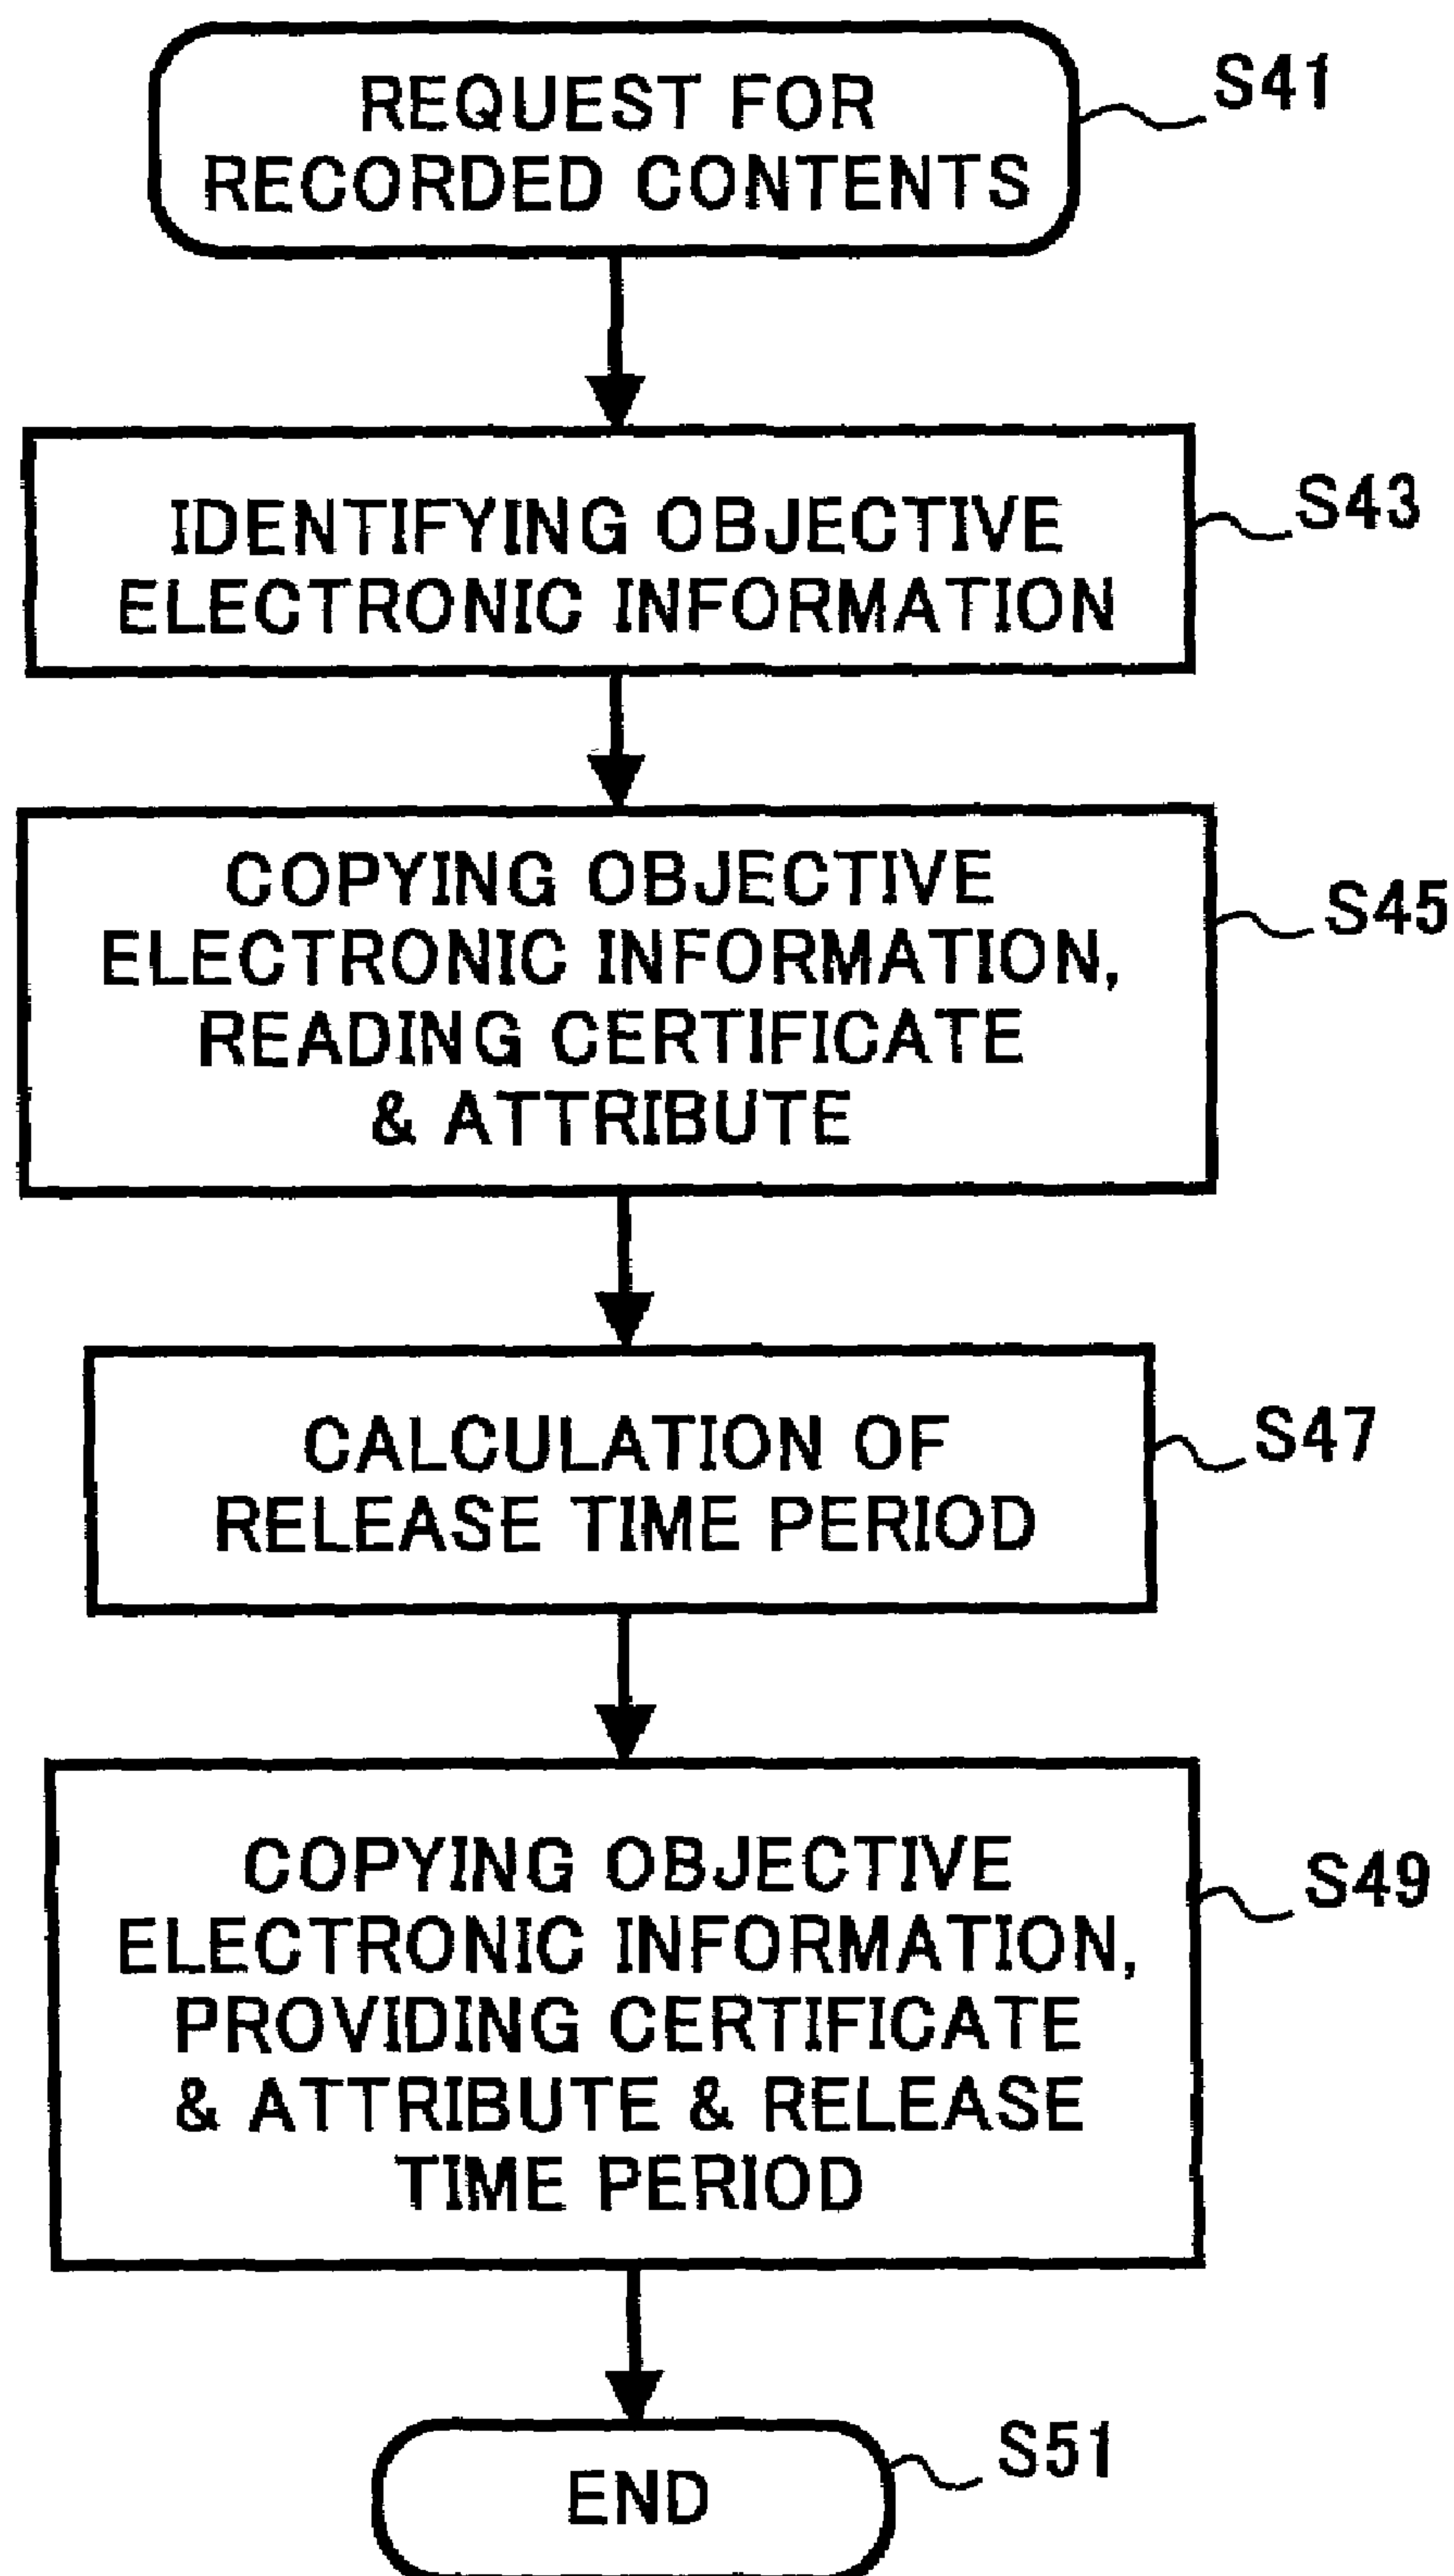 REQUEST FOR
RECORDED CONTENTS
S41
IDENTIFYING OBJECTIVE
ELECTRONIC INFORMATION
S43
COPYING OBJECTIVE
ELECTRONIC INFORMATION,
READING CERTIFICATE
& ATTRIBUTE
S45
CALCULATION OF
RELEASE TIME PERIOD
S47
COPYING OBJECTIVE
ELECTRONIC INFORMATION,
PROVIDING CERTIFICATE
& ATTRIBUTE & RELEASE
TIME PERIOD
S49
END
S51